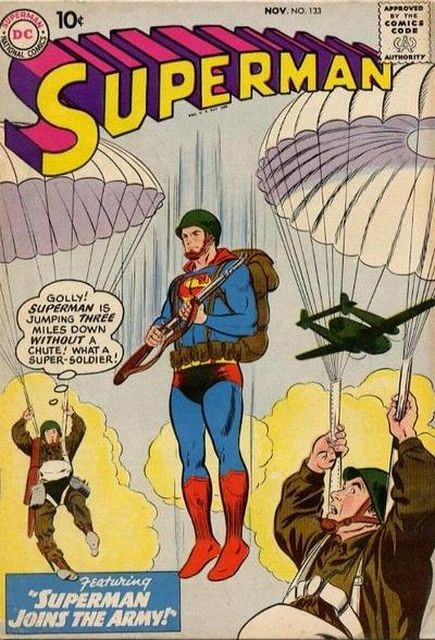 SUPERMAN
DC
NATIONAL COMICS
10¢
NOV. NO. 133
APPROVED
BY THE
COMICS
CODE
CA
AUTHORITY
SUPERMAN
GOLLY!
SUPERMAN IS
JUMPING THREE
MILES DOWN
WITHOUT A
CHUTE! WHAT A
SUPER-SOLDIER!
Featuring
"SUPERMAN
JOINS THE ARMY!"